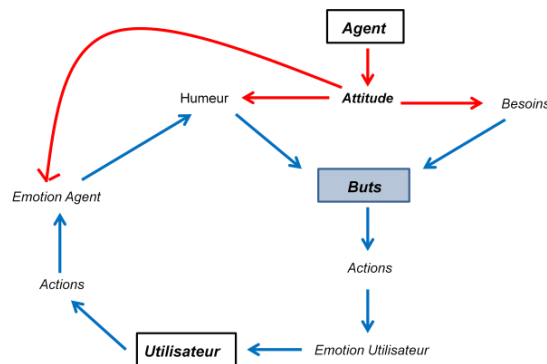 Agent
Humeur
Attitude
Besoins
Emotion Agent
Buts
Actions
Actions
Utilisateur
Emotion Utilisateur